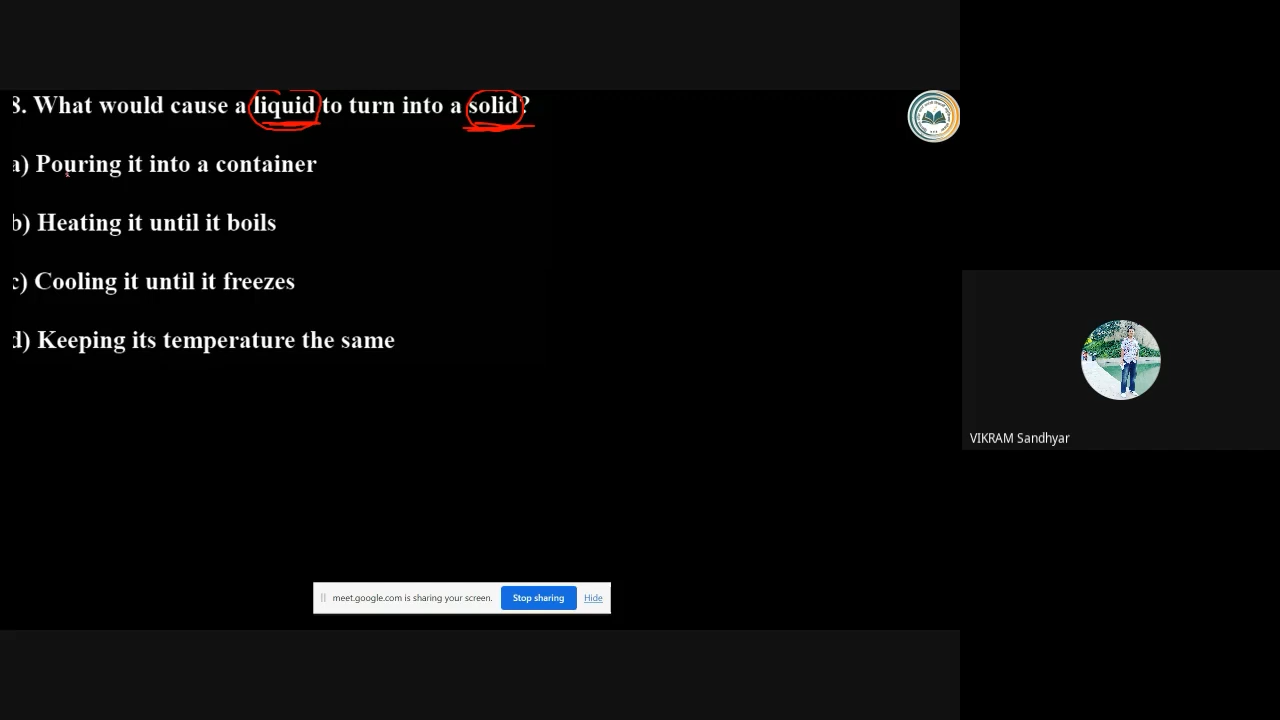 8. What would cause a liquid to turn into a solid?
a) Pouring it into a container
b) Heating it until it boils
c) Cooling it until it freezes
d) Keeping its temperature the same
VIKRAM Sandhyar
meet.google.com is sharing your screen. Stop sharing Hide